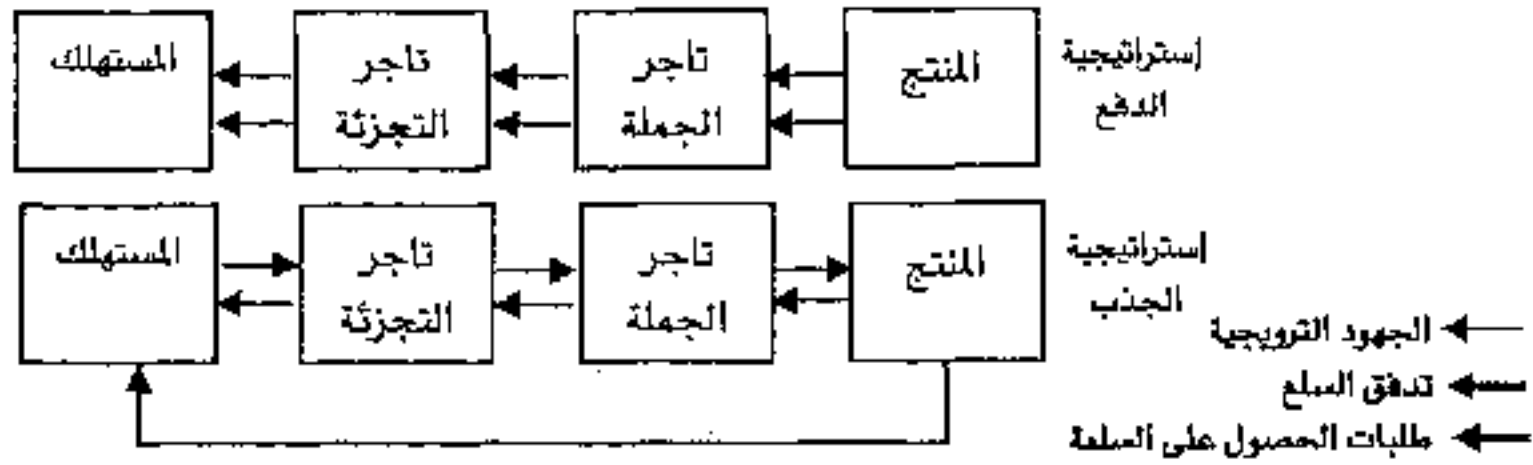 إستراتيجية
الدفع
المنتج
تاجر
الجملة
تاجر
التجزئة
المستهلك
إستراتيجية
الجذب
المنتج
تاجر
الجملة
تاجر
التجزئة
المستهلك
الجهود الترويجية
تدفق السلع
طلبات الحصول على السلعة